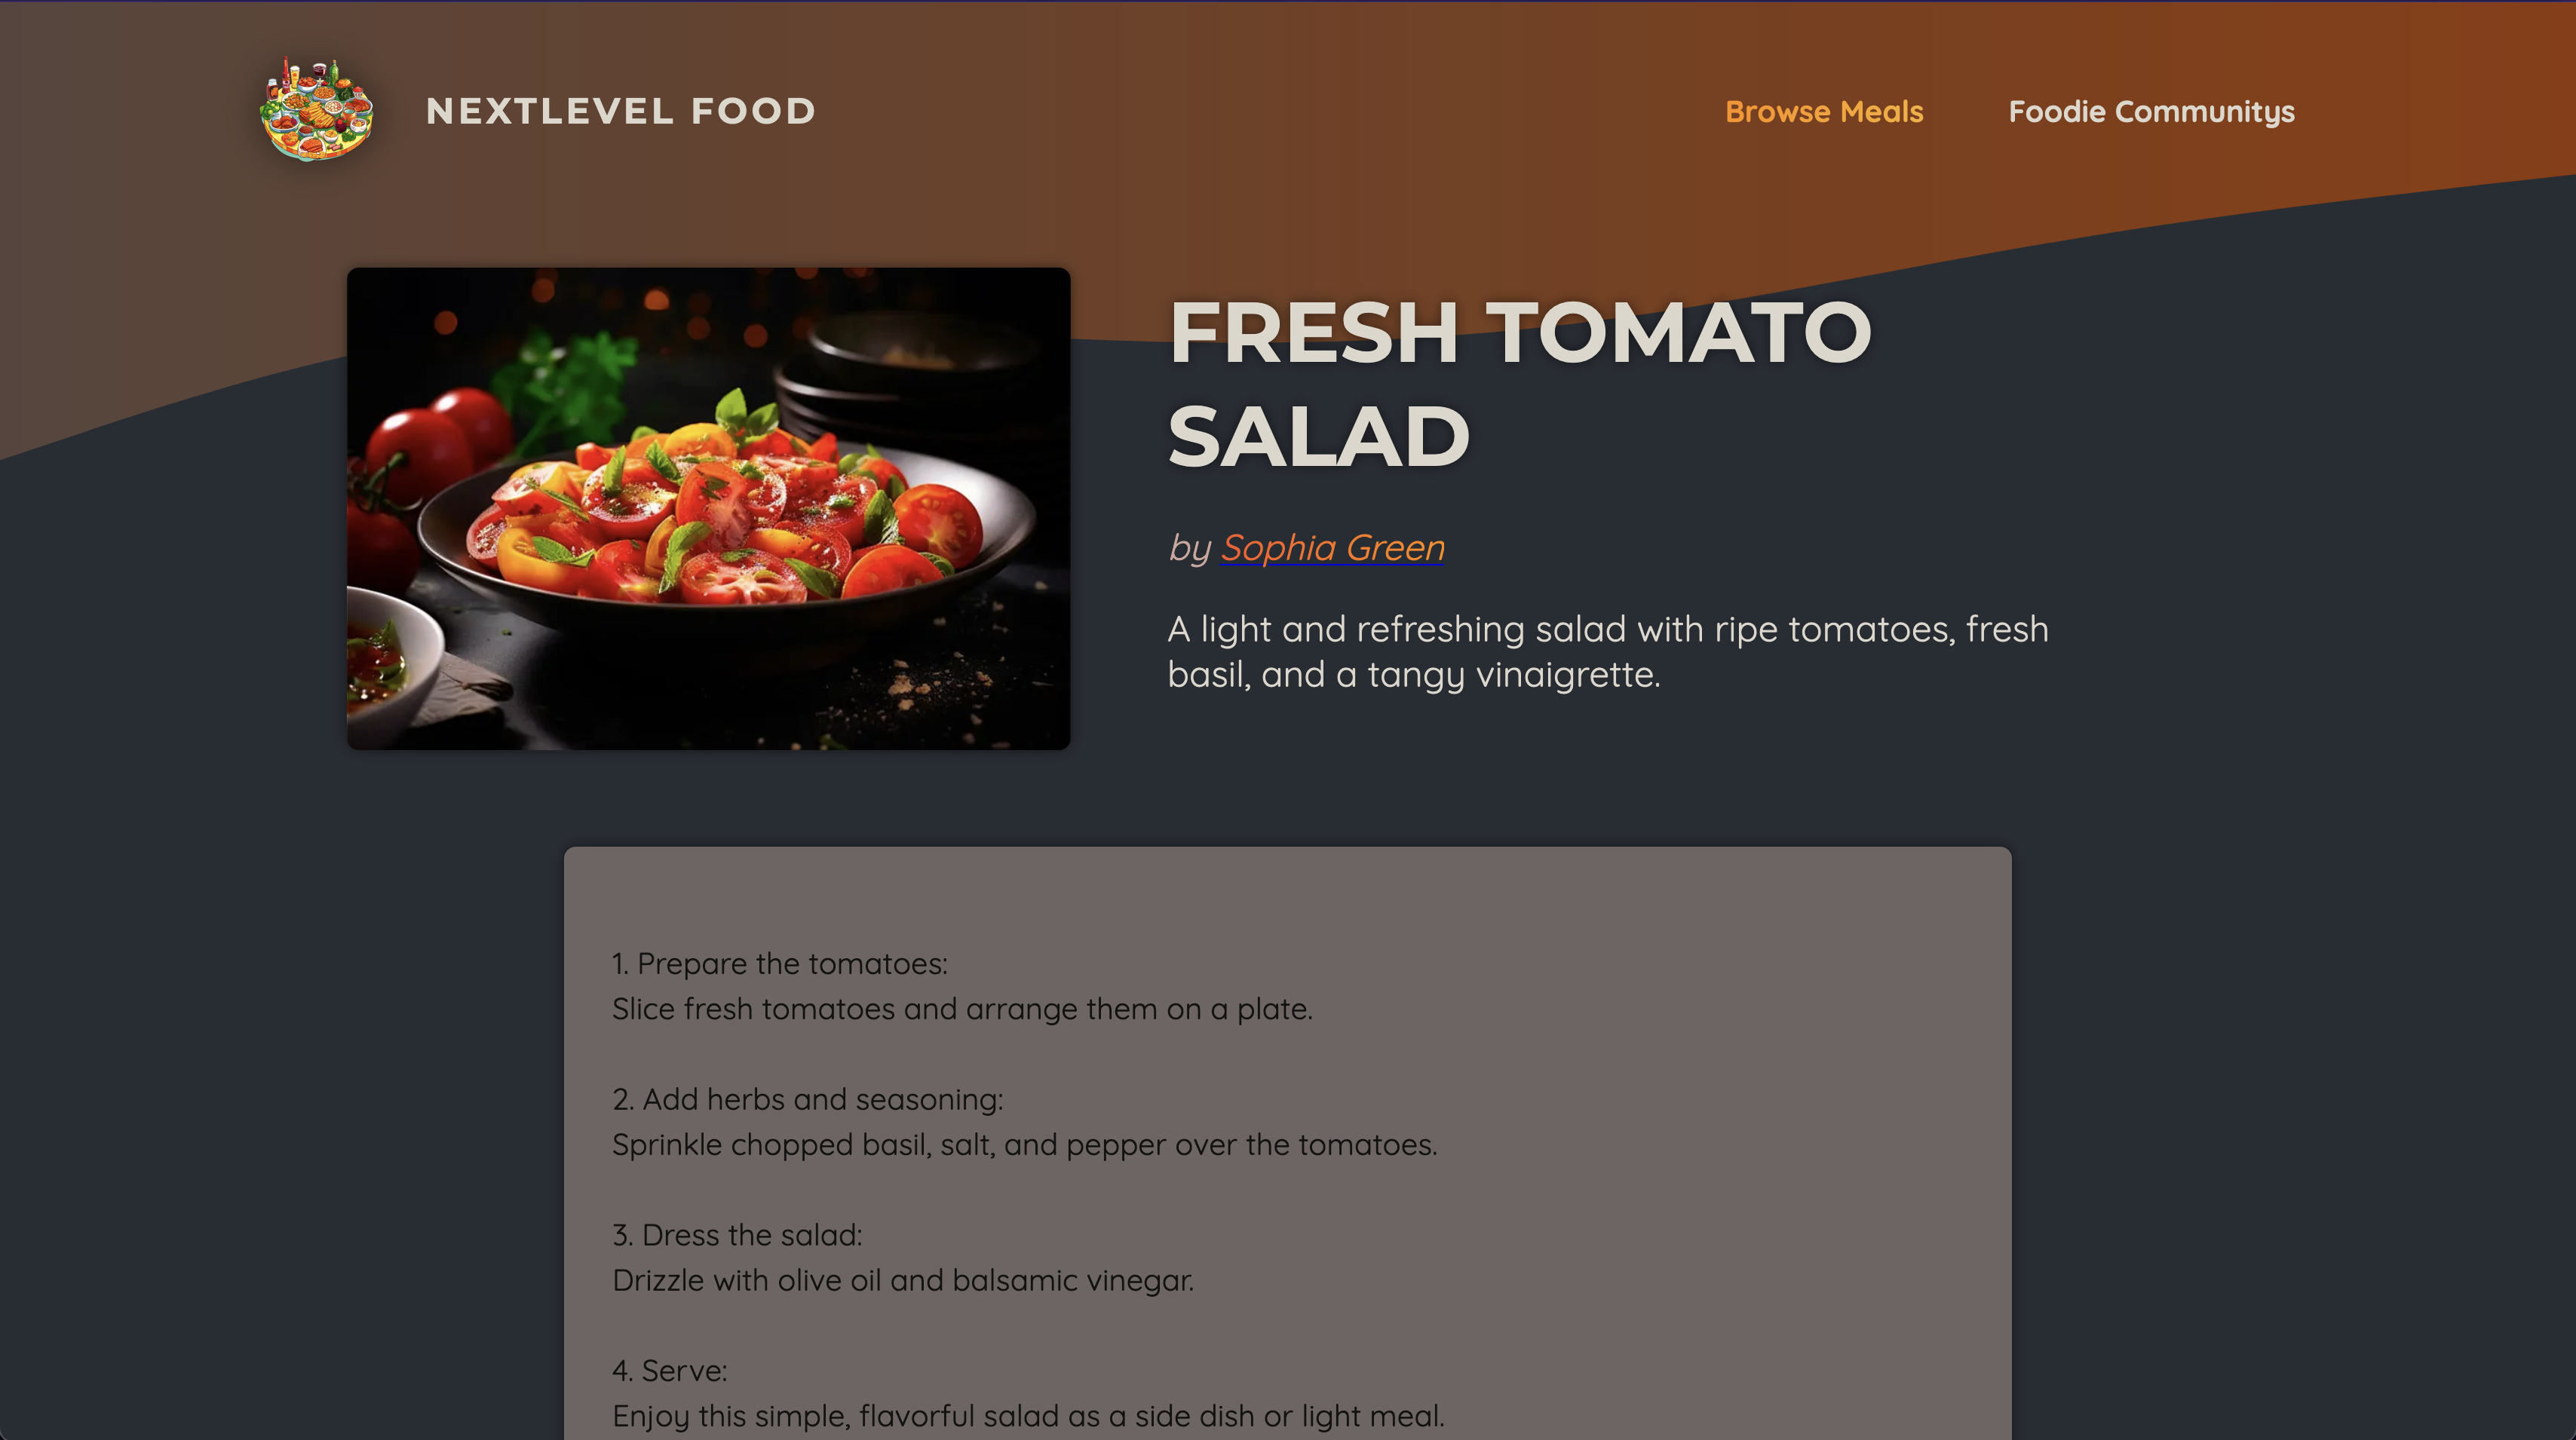 NEXTLEVEL FOOD
Browse Meals
Foodie Communitys
FRESH TOMATO
SALAD
by Sophia Green
A light and refreshing salad with ripe tomatoes, fresh
basil, and a tangy vinaigrette.
1. Prepare the tomatoes:
Slice fresh tomatoes and arrange them on a plate.
2. Add herbs and seasoning:
Sprinkle chopped basil, salt, and pepper over the tomatoes.
3. Dress the salad:
Drizzle with olive oil and balsamic vinegar.
4. Serve:
Enjoy this simple, flavorful salad as a side dish or light meal.